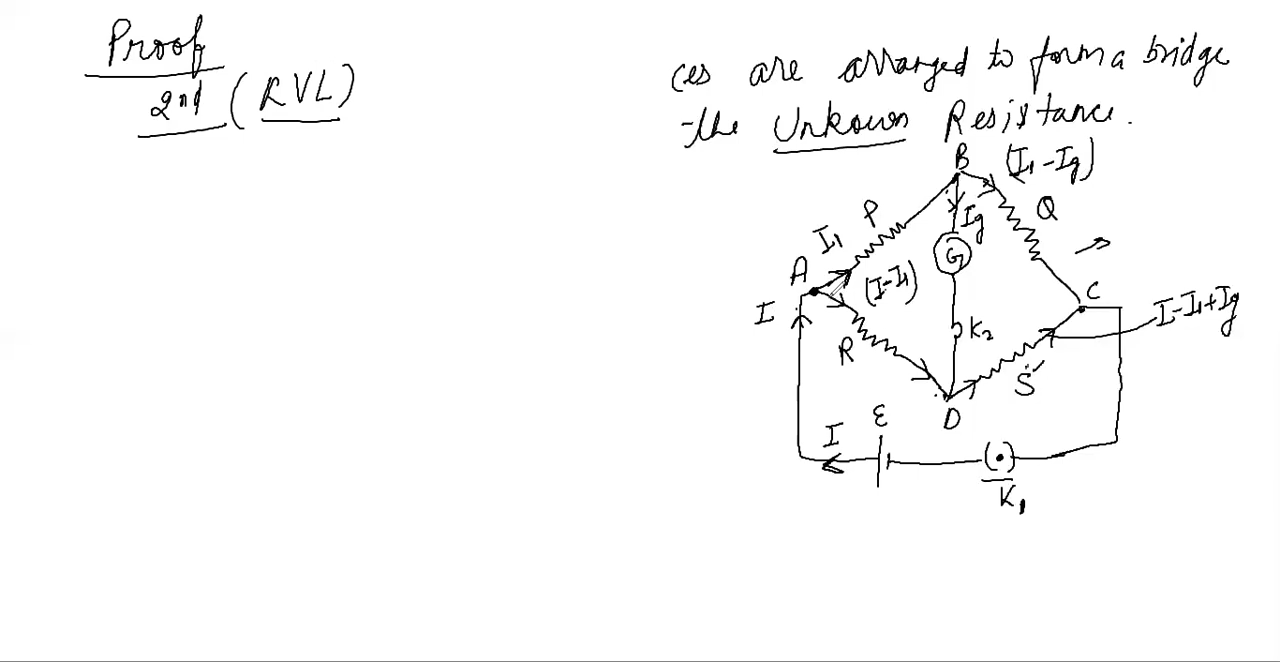 Proof
2nd (KVL)
ces are arranged to form a bridge
the Unkown Resistance.
B (I1-Ig)
P Ig Q
I1
A (I-I1) G
C
I
K2 I-I1+Ig
R
S
D
I E
K1